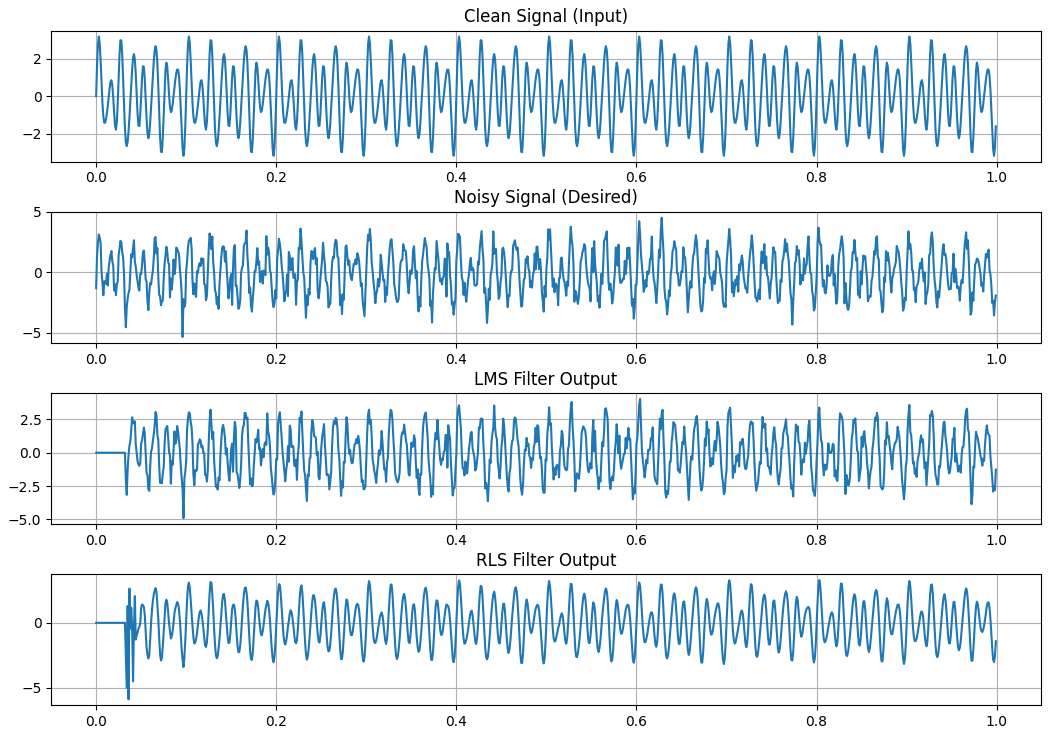 Clean Signal (Input)
2
0
−2
0.0 0.2 0.4 0.6 0.8 1.0
Noisy Signal (Desired)
5
0
−5
0.0 0.2 0.4 0.6 0.8 1.0
LMS Filter Output
2.5
0.0
−2.5
−5.0
0.0 0.2 0.4 0.6 0.8 1.0
RLS Filter Output
0
−5
0.0 0.2 0.4 0.6 0.8 1.0